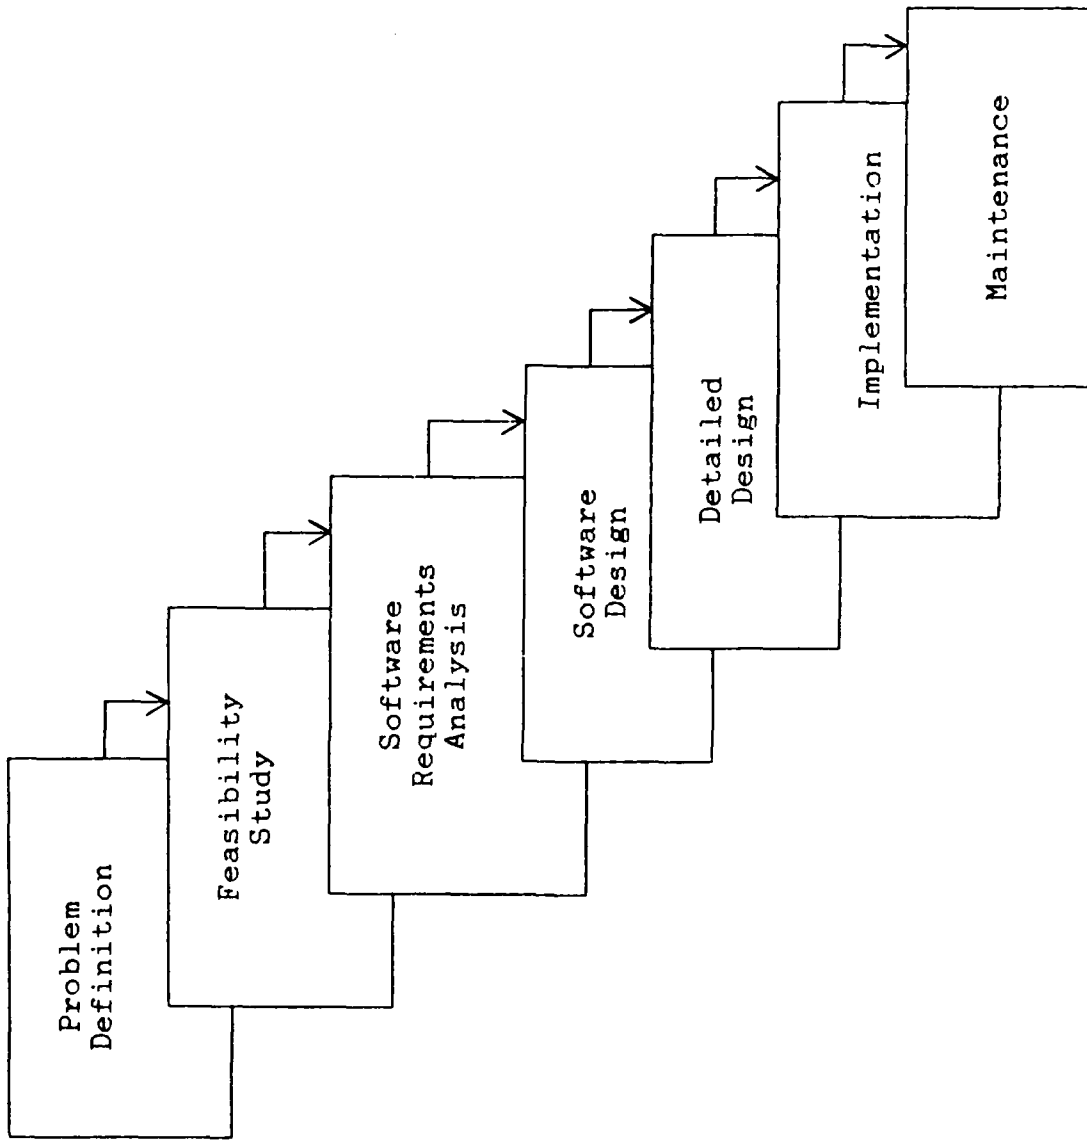 Problem
Definition
Feasibility
Study
Software
Requirements
Analysis
Software
Design
Detailed
Design
Implementation
Maintenance